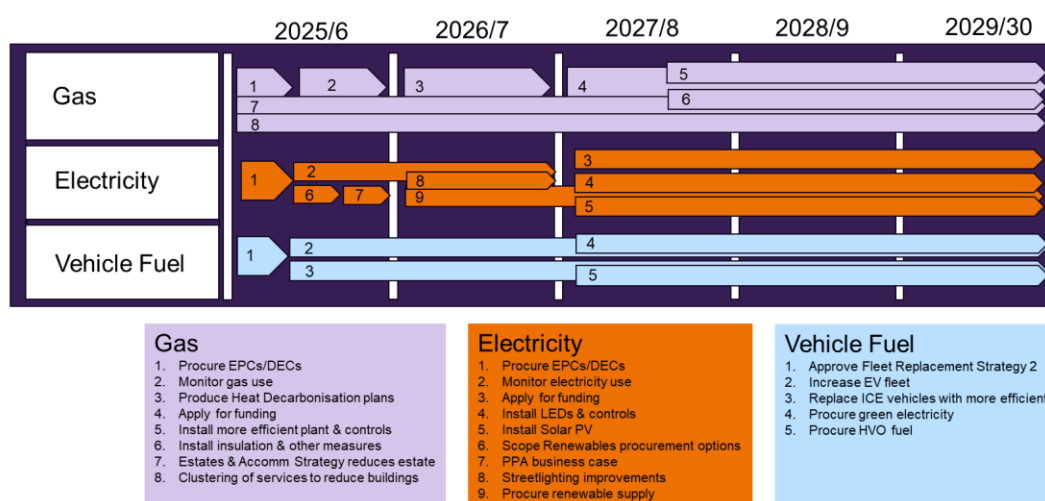 2025/6 2026/7 2027/8 2028/9 2029/30
Gas
1 2 3 4 5
6
7
8
Electricity
1 2 3
6 7 8 4
9 5
Vehicle Fuel
1 2 4
3 5
Gas
1. Procure EPCs/DECs
2. Monitor gas use
3. Produce Heat Decarbonisation plans
4. Apply for funding
5. Install more efficient plant & controls
6. Install insulation & other measures
7. Estates & Accomm Strategy reduces estate
8. Clustering of services to reduce buildings
Electricity
1. Procure EPCs/DECs
2. Monitor electricity use
3. Apply for funding
4. Install LEDs & controls
5. Install Solar PV
6. Scope Renewables procurement options
7. PPA business case
8. Streetlighting improvements
9. Procure renewable supply
Vehicle Fuel
1. Approve Fleet Replacement Strategy 2
2. Increase EV fleet
3. Replace ICE vehicles with more efficient
4. Procure green electricity
5. Procure HVO fuel